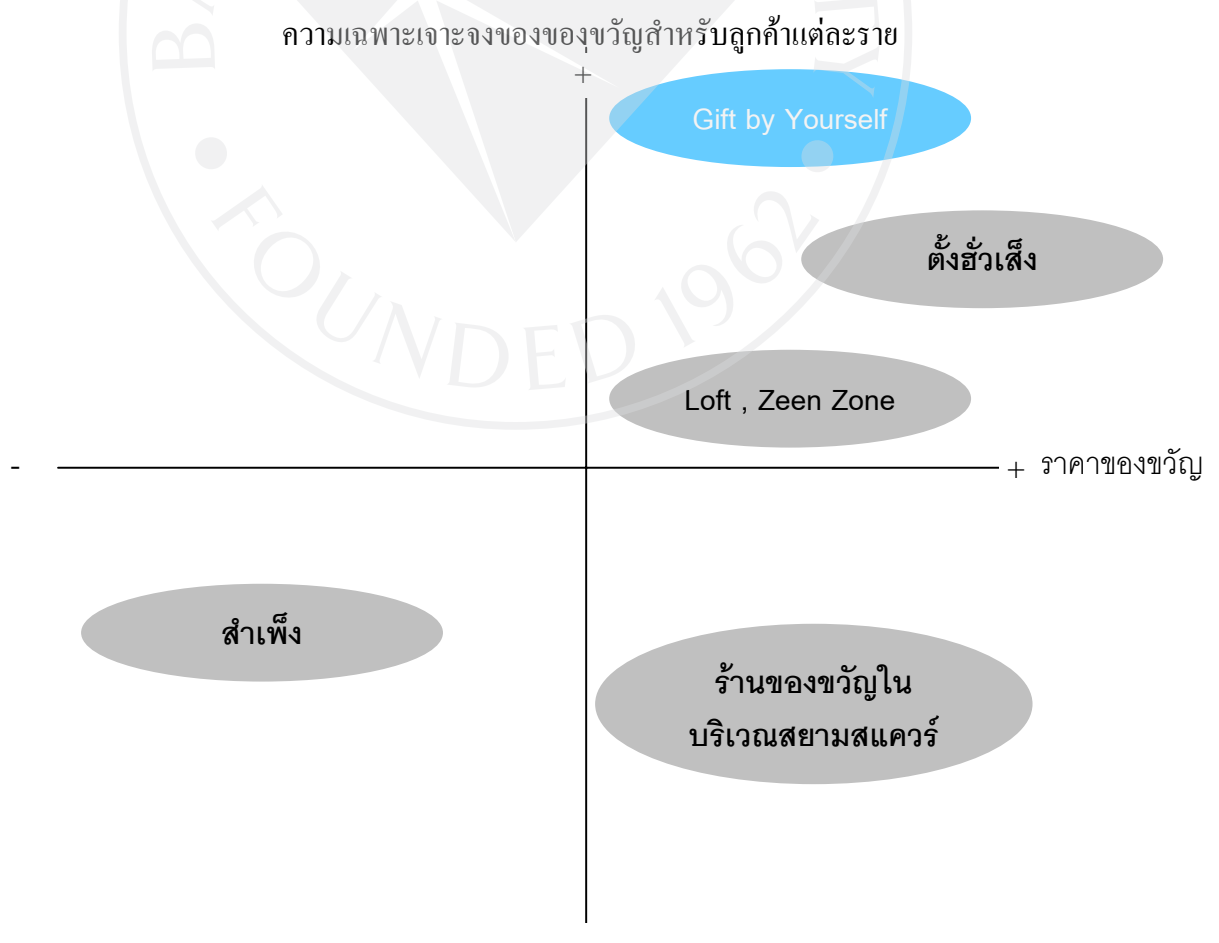 ความเฉพาะเจาะจงของของขวัญสำหรับลูกค้าแต่ละราย
+
Gift by Yourself
ตั้งฮั่วเส็ง
Loft , Zeen Zone
-
+ ราคาของขวัญ
สำเพ็ง
ร้านของขวัญใน
บริเวณสยามสแควร์
BA
• FOUNDED 1962 •